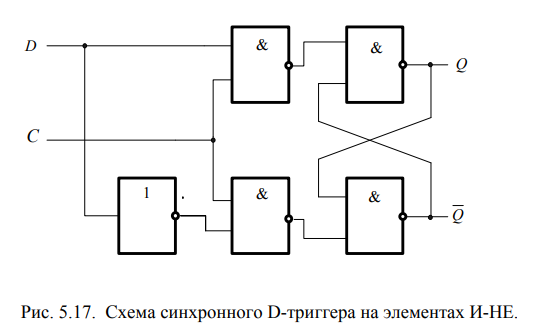 D
&
&
Q
C
1
&
&
Q̅
Рис. 5.17. Схема синхронного D-триггера на элементах И-НЕ.